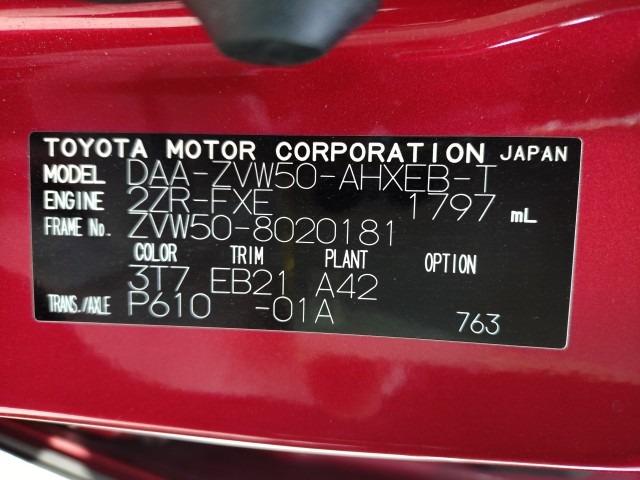 TOYOTA MOTOR CORPORATION JAPAN
MODEL DAA-ZVW50-AHXEB-T
ENGINE 2ZR-FXE 1797 mL
FRAME No. ZVW50-8020181
COLOR TRIM PLANT OPTION
3T7 EB21 A42
TRANS./AXLE P610 -01A 763